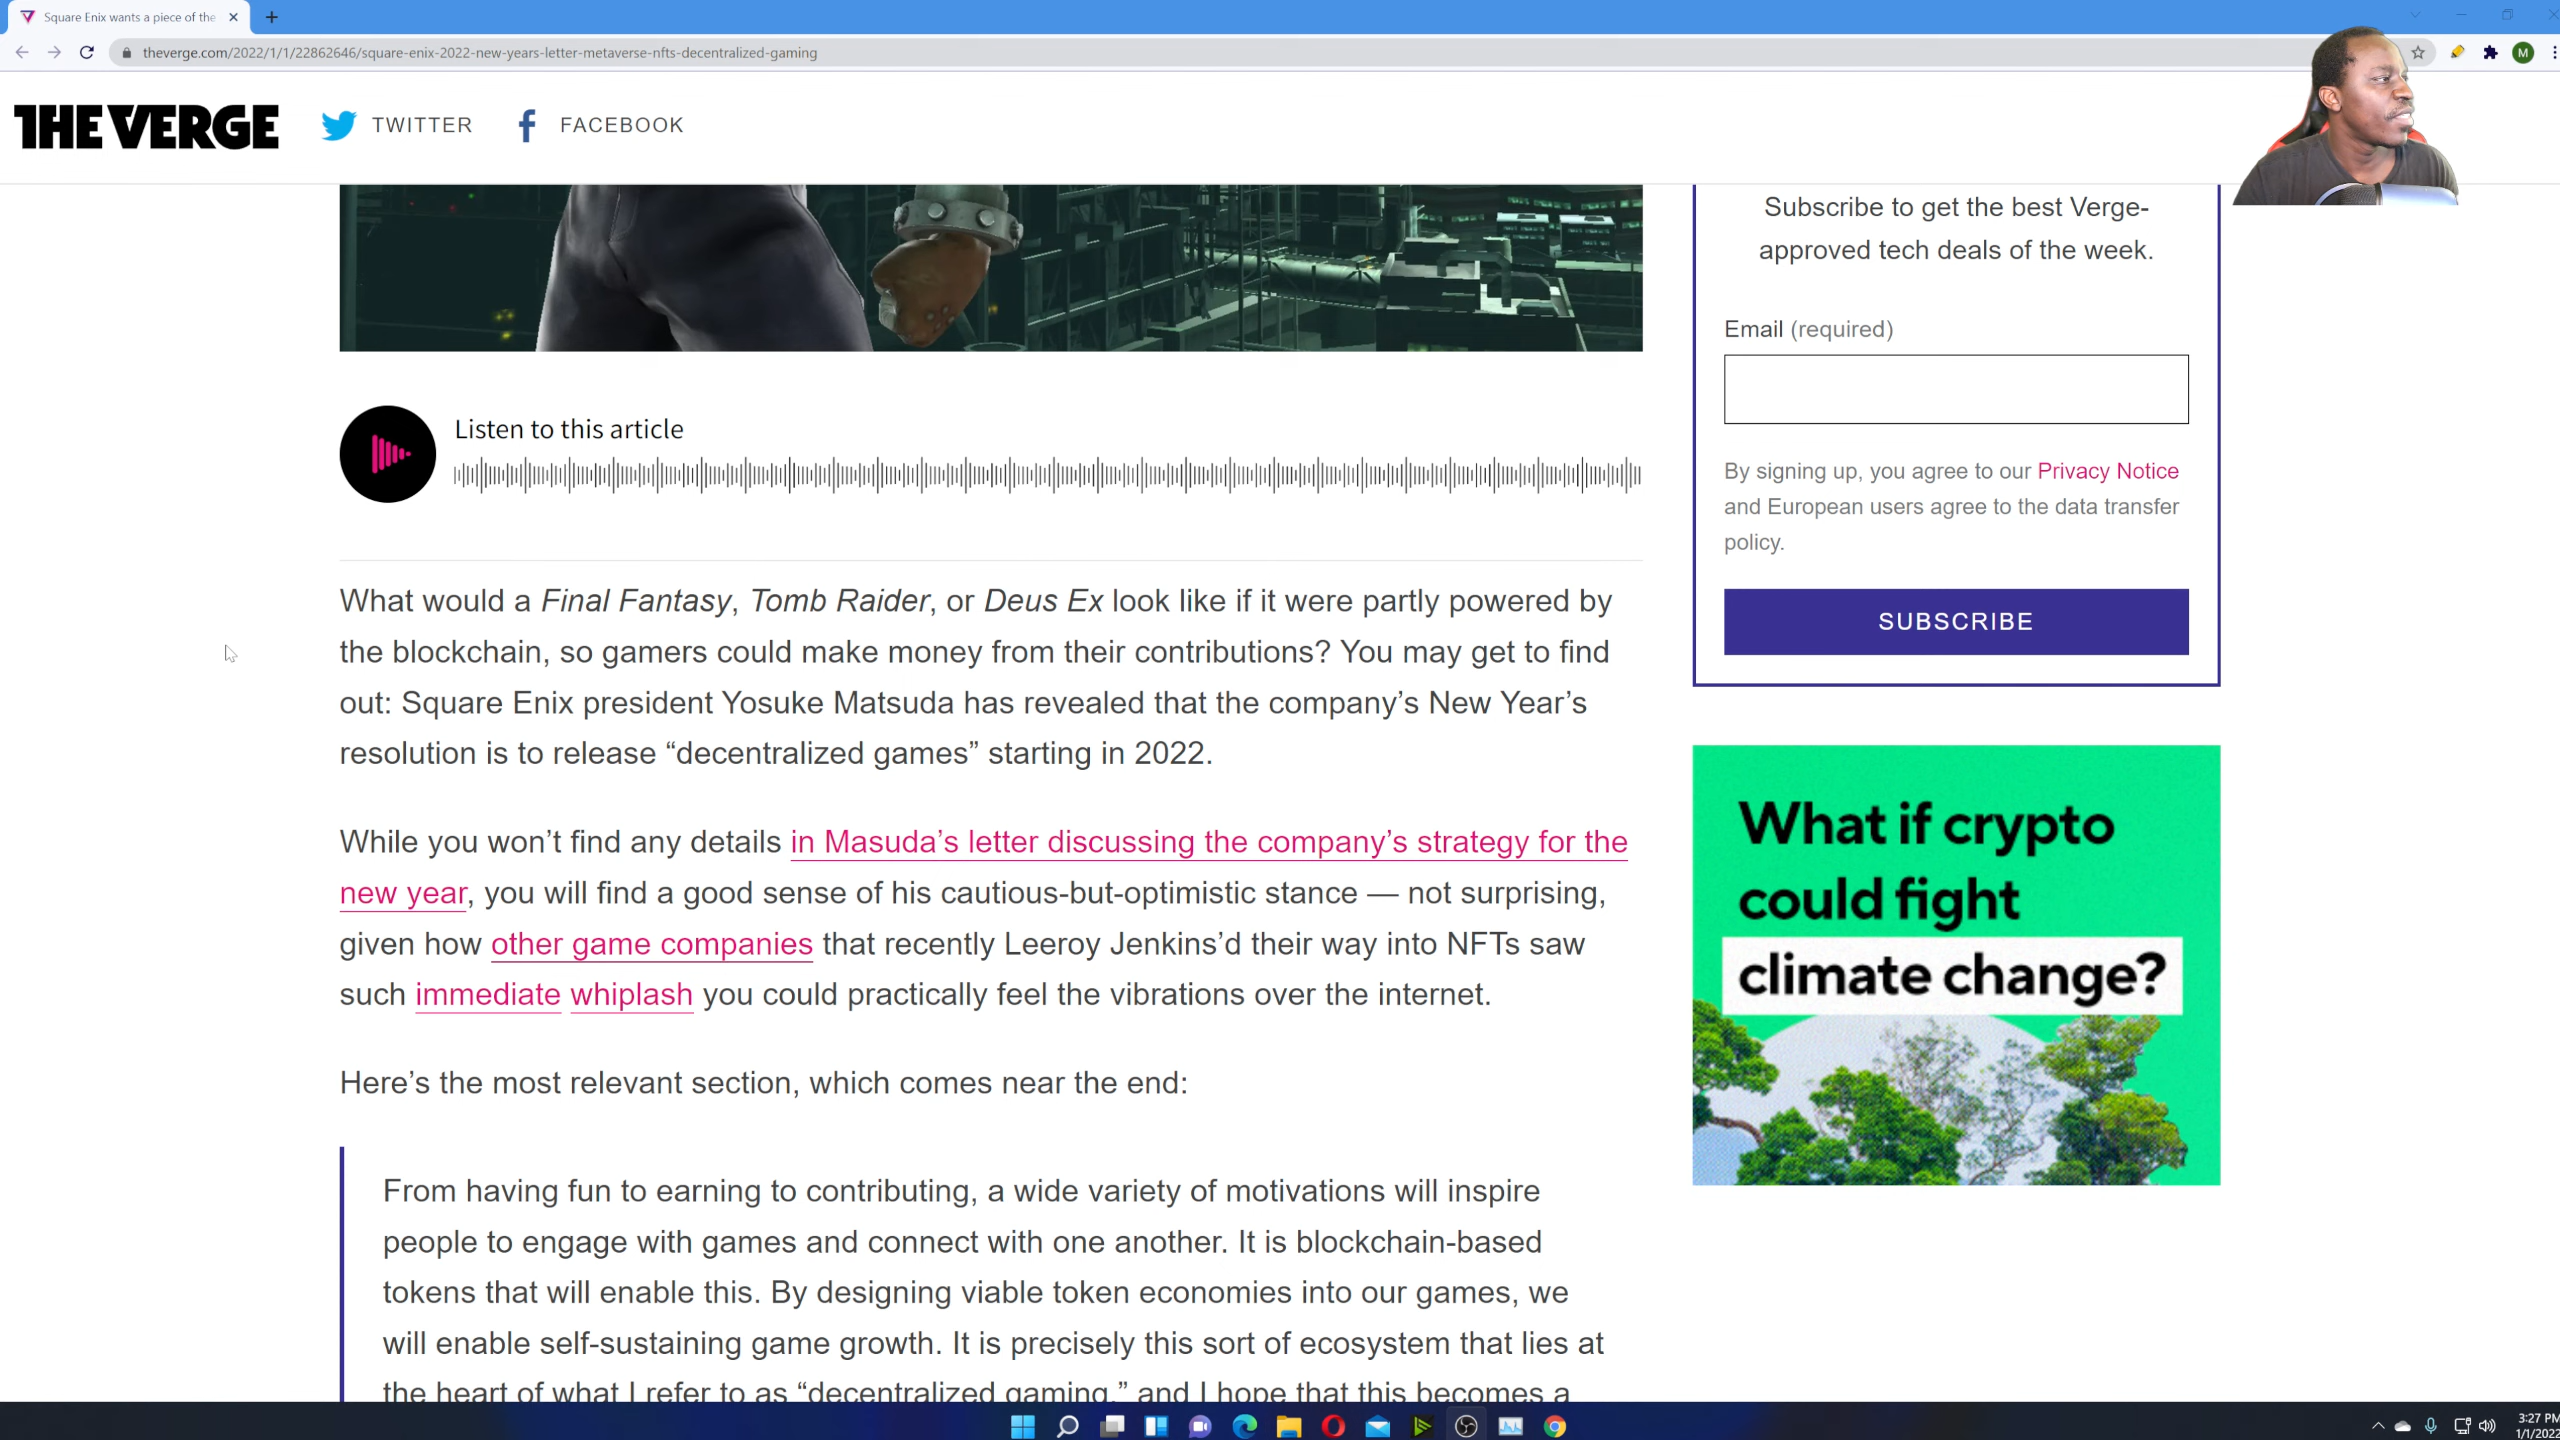 Square Enix wants a piece of the
theverge.com/2022/1/1/22862646/square-enix-2022-new-years-letter-metaverse-nfts-decentralized-gaming
M
THE VERGE
TWITTER
FACEBOOK
Listen to this article
What would a Final Fantasy, Tomb Raider, or Deus Ex look like if it were partly powered by
the blockchain, so gamers could make money from their contributions? You may get to find
out: Square Enix president Yosuke Matsuda has revealed that the company’s New Year’s
resolution is to release “decentralized games” starting in 2022.
While you won’t find any details in Masuda’s letter discussing the company’s strategy for the
new year, you will find a good sense of his cautious-but-optimistic stance — not surprising,
given how other game companies that recently Leeroy Jenkins’d their way into NFTs saw
such immediate whiplash you could practically feel the vibrations over the internet.
Here’s the most relevant section, which comes near the end:
From having fun to earning to contributing, a wide variety of motivations will inspire
people to engage with games and connect with one another. It is blockchain-based
tokens that will enable this. By designing viable token economies into our games, we
will enable self-sustaining game growth. It is precisely this sort of ecosystem that lies at
the heart of what I refer to as “decentralized gaming,” and I hope that this becomes a
Subscribe to get the best Verge-
approved tech deals of the week.
Email (required)
By signing up, you agree to our Privacy Notice
and European users agree to the data transfer
policy.
SUBSCRIBE
What if crypto
could fight
climate change?
3:27 PM
1/1/2022